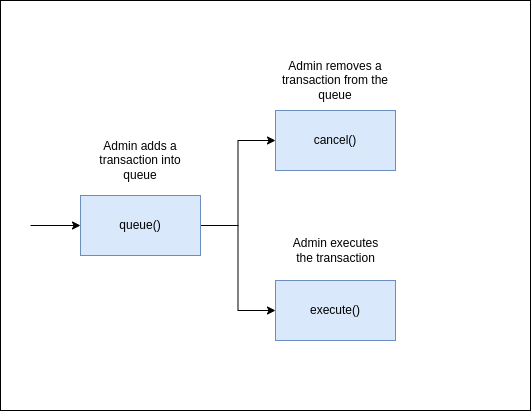 Admin removes a
transaction from the
queue
cancel()
Admin adds a
transaction into
queue
queue()
Admin executes
the transaction
execute()